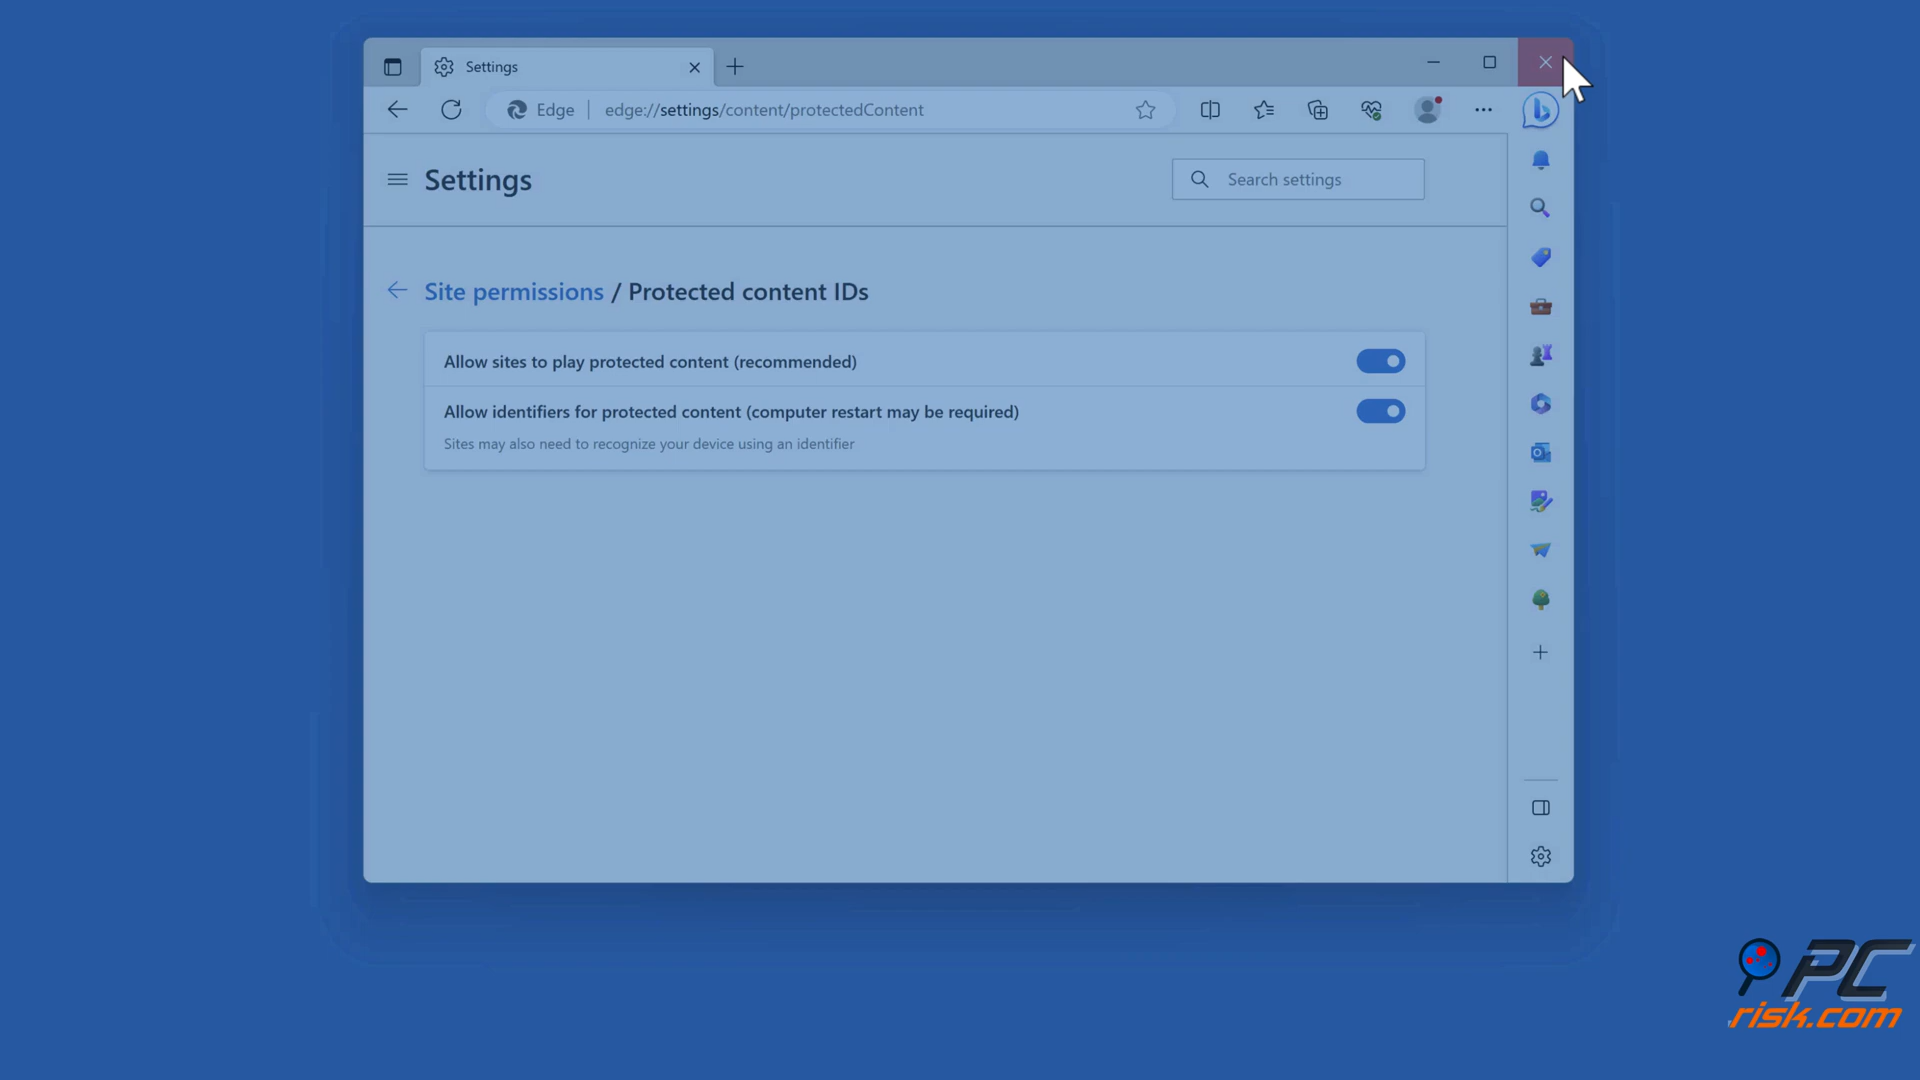 Settings
Edge
edge://settings/content/protectedContent
Settings
Search settings
Site permissions / Protected content IDs
Allow sites to play protected content (recommended)
Allow identifiers for protected content (computer restart may be required)
Sites may also need to recognize your device using an identifier
PC
risk.com